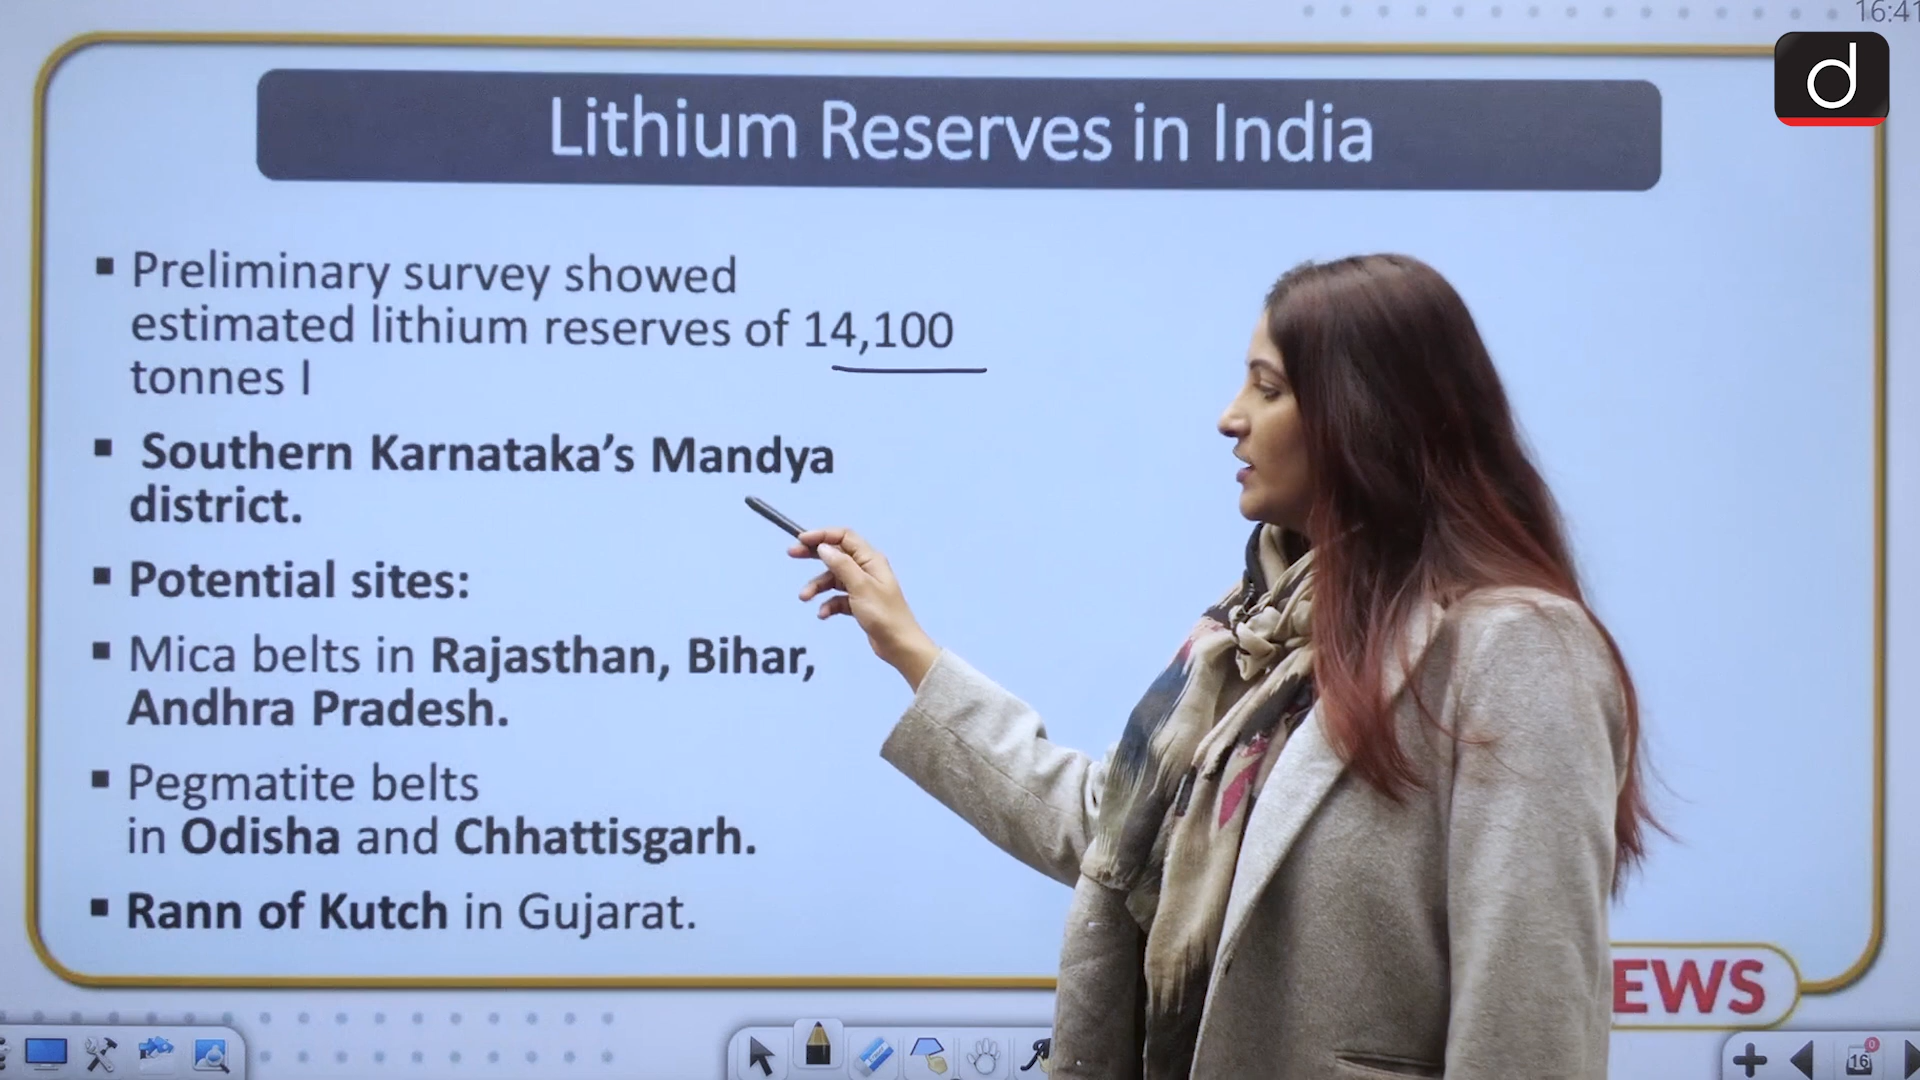 16:41
d
Lithium Reserves in India
▪ Preliminary survey showed
estimated lithium reserves of 14,100
tonnes l
▪ Southern Karnataka’s Mandya
district.
▪ Potential sites:
▪ Mica belts in Rajasthan, Bihar,
Andhra Pradesh.
▪ Pegmatite belts
in Odisha and Chhattisgarh.
▪ Rann of Kutch in Gujarat.
EWS
0
16